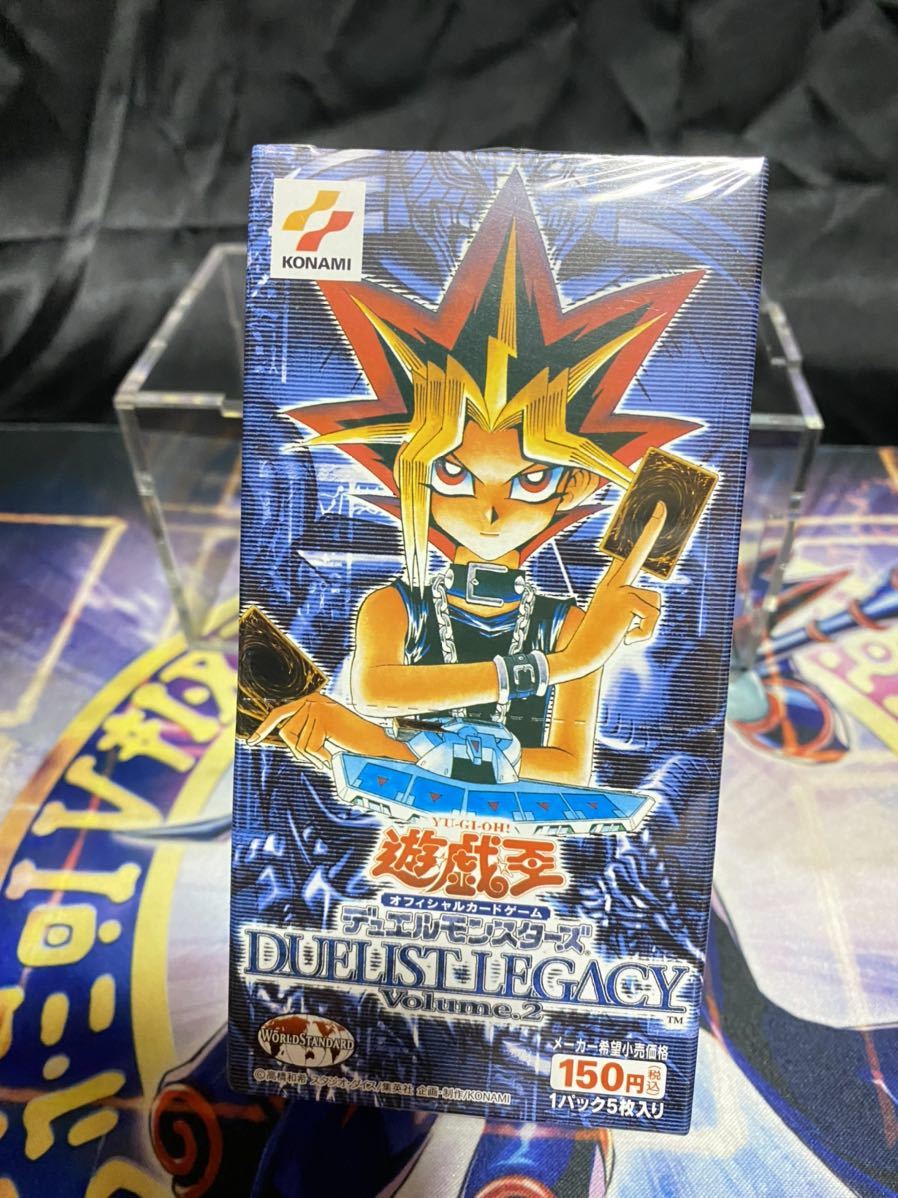 KONAMI
YU-GI-OH!
遊戯王
オフィシャルカードゲーム
デュエルモンスターズ
DUELIST LEGACY
TM
Volume.2
WORLD STANDARD
メーカー希望小売価格
150円(税込)
1パック5枚入り
©高橋和希 スタジオ・ダイス/集英社 企画・制作/KONAMI